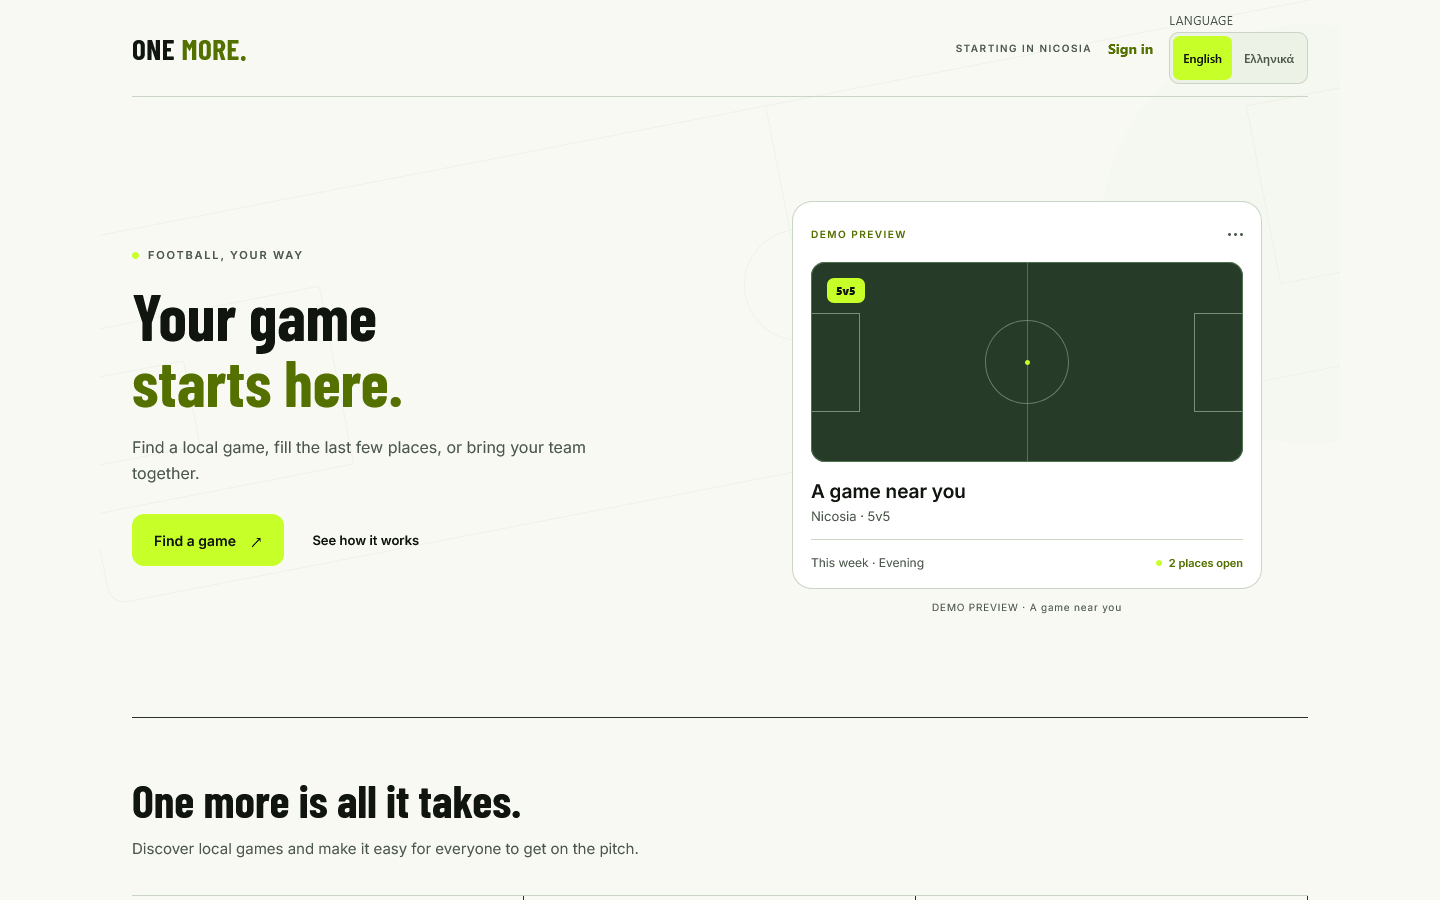 ONE MORE.
STARTING IN NICOSIA
Sign in
LANGUAGE
English
Ελληνικά
FOOTBALL, YOUR WAY
Your game
starts here.
Find a local game, fill the last few places, or bring your team
together.
Find a game ↗
See how it works
DEMO PREVIEW
5v5
A game near you
Nicosia · 5v5
This week · Evening
2 places open
DEMO PREVIEW · A game near you
One more is all it takes.
Discover local games and make it easy for everyone to get on the pitch.